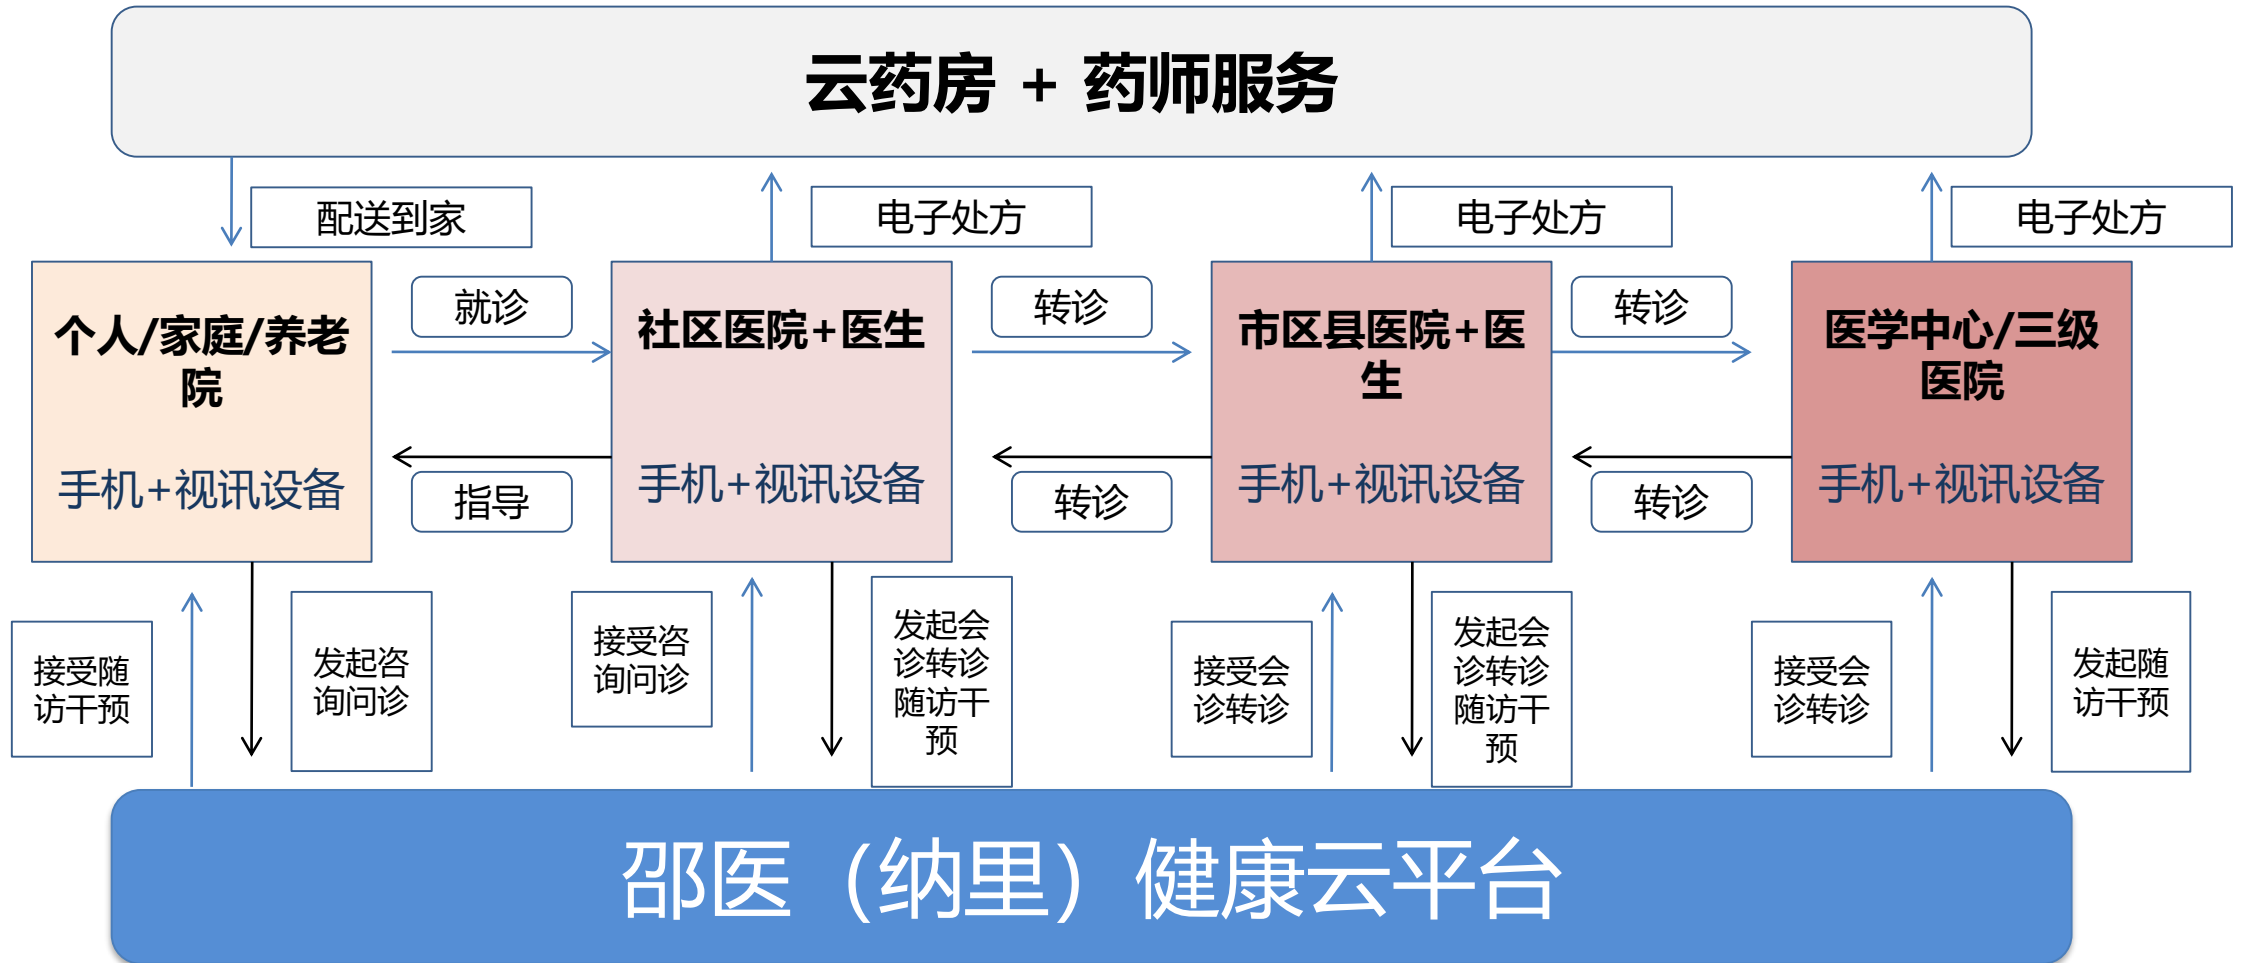 云药房 + 药师服务
配送到家
电子处方
电子处方
电子处方
个人/家庭/养老
院
手机+视讯设备
就诊
指导
社区医院+医生
手机+视讯设备
转诊
转诊
市区县医院+医
生
手机+视讯设备
转诊
转诊
医学中心/三级
医院
手机+视讯设备
接受随
访干预
发起咨
询问诊
接受咨
询问诊
发起会
诊转诊
随访干
预
接受会
诊转诊
发起会
诊转诊
随访干
预
接受会
诊转诊
发起随
访干预
邵医（纳里）健康云平台